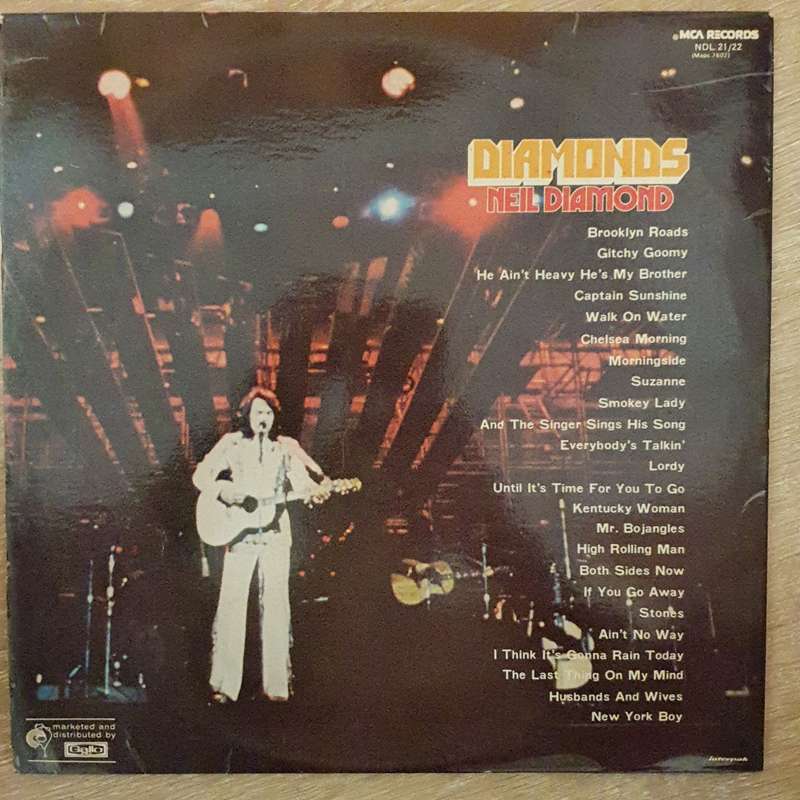 MCA RECORDS
NDL 21/22
(Maps 7602)
DIAMONDS
NEIL DIAMOND
Brooklyn Roads
Gitchy Goomy
He Ain't Heavy He's My Brother
Captain Sunshine
Walk On Water
Chelsea Morning
Morningside
Suzanne
Smokey Lady
And The Singer Sings His Song
Everybody's Talkin'
Lordy
Until It's Time For You To Go
Kentucky Woman
Mr. Bojangles
High Rolling Man
Both Sides Now
If You Go Away
Stones
Ain't No Way
I Think It's Gonna Rain Today
The Last Thing On My Mind
Husbands And Wives
New York Boy
marketed and
distributed by
Gallo
Interpak